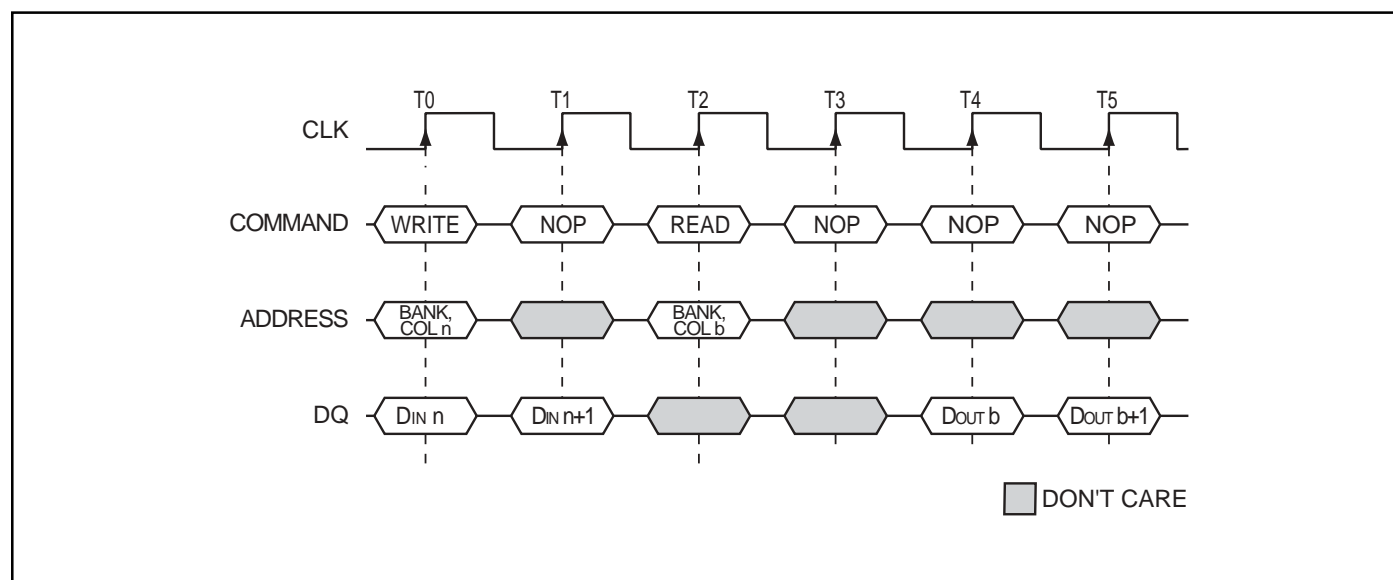 T0 T1 T2 T3 T4 T5
CLK
COMMAND WRITE NOP READ NOP NOP NOP
ADDRESS BANK, COL n BANK, COL b
DQ DIN n DIN n+1 DOUT b DOUT b+1
DON'T CARE